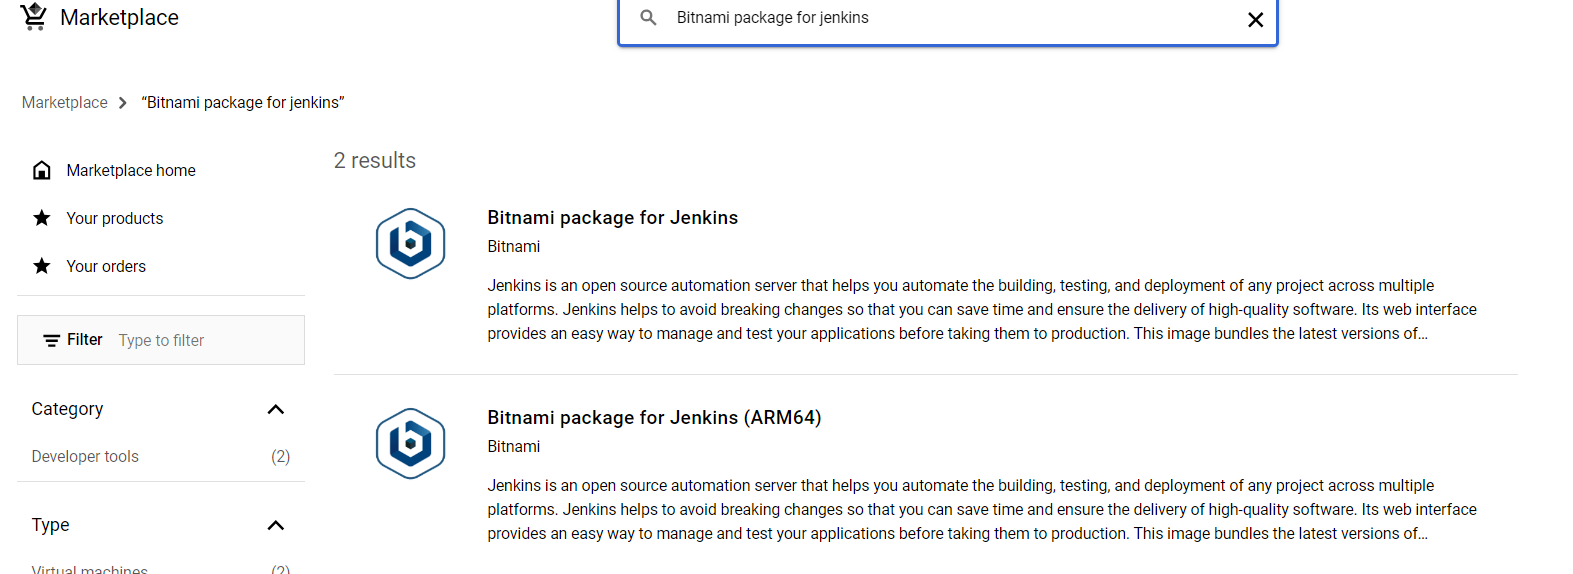 Marketplace
Bitnami package for jenkins
Marketplace
“Bitnami package for jenkins”
Marketplace home
Your products
Your orders
Filter Type to filter
Category
Developer tools (2)
Type
Virtual machines (2)
2 results
Bitnami package for Jenkins
Bitnami
Jenkins is an open source automation server that helps you automate the building, testing, and deployment of any project across multiple
platforms. Jenkins helps to avoid breaking changes so that you can save time and ensure the delivery of high-quality software. Its web interface
provides an easy way to manage and test your applications before taking them to production. This image bundles the latest versions of...
Bitnami package for Jenkins (ARM64)
Bitnami
Jenkins is an open source automation server that helps you automate the building, testing, and deployment of any project across multiple
platforms. Jenkins helps to avoid breaking changes so that you can save time and ensure the delivery of high-quality software. Its web interface
provides an easy way to manage and test your applications before taking them to production. This image bundles the latest versions of...